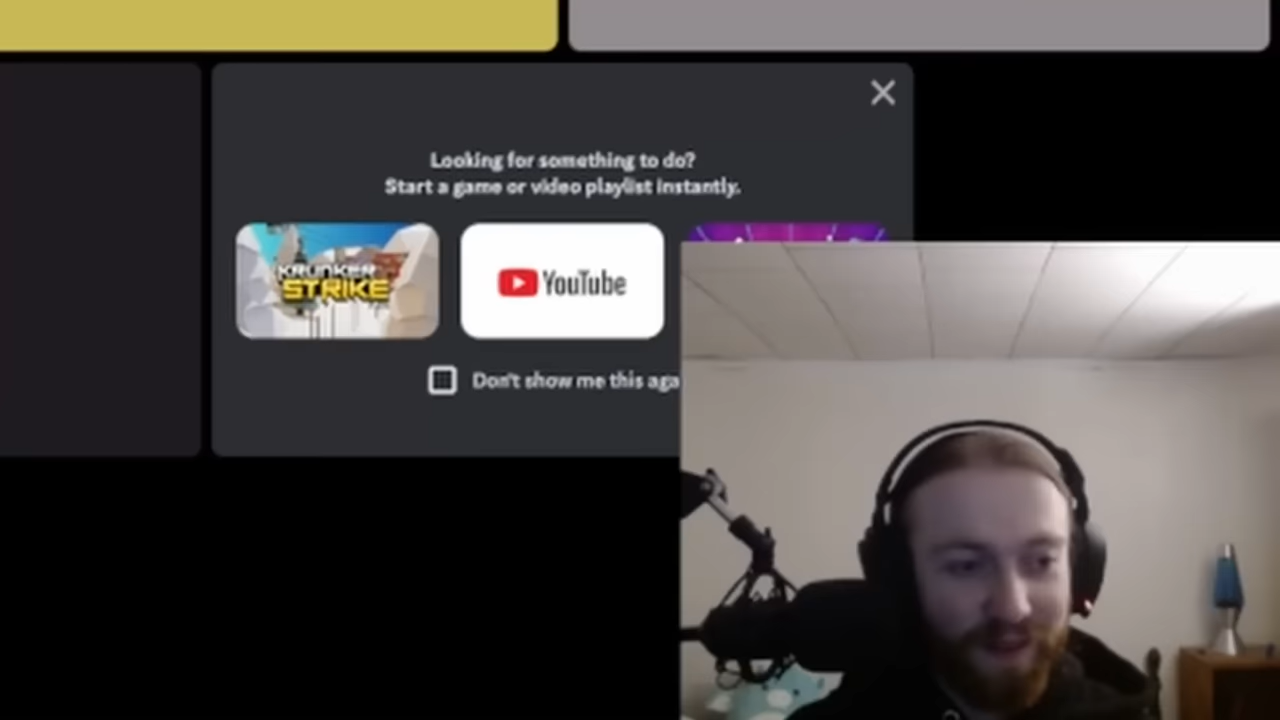 Looking for something to do?
Start a game or video playlist instantly.
KRUNKER
STRIKE
YouTube
Don't show me this aga